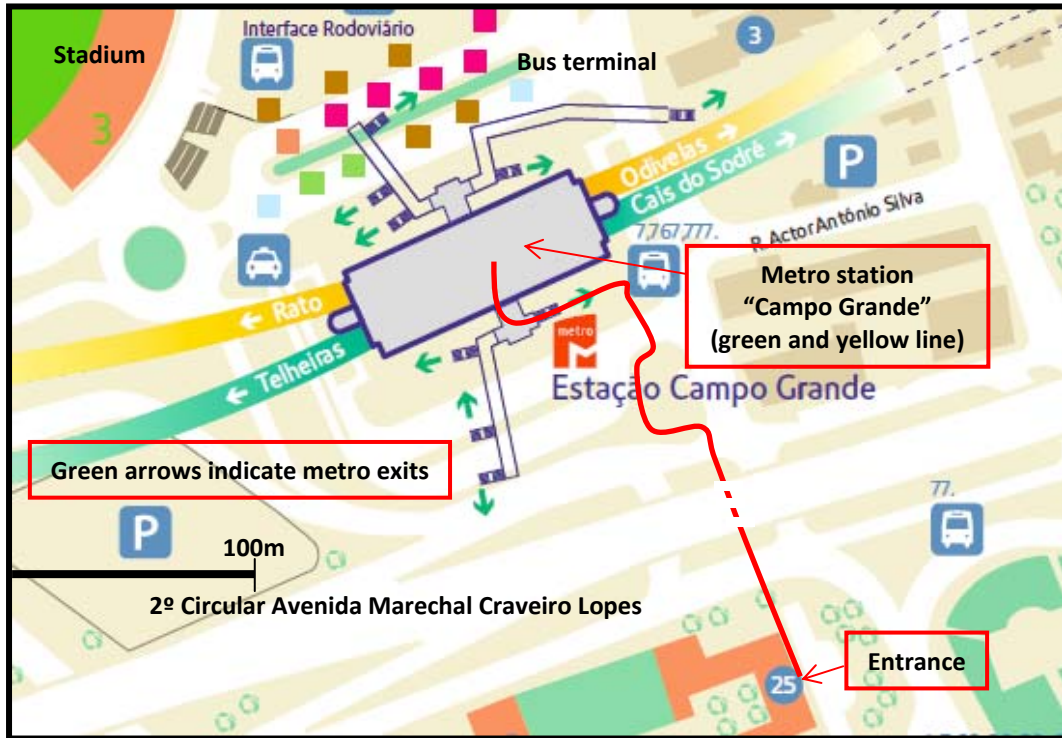 Interface Rodoviário
Stadium
3
Bus terminal
3
Odivelas →
Cais do Sodré →
P
R. Actor António Silva
7,767,777.
Metro station
“Campo Grande”
(green and yellow line)
← Rato
← Telheiras
metro
M
Estação Campo Grande
Green arrows indicate metro exits
P
77.
100m
2º Circular Avenida Marechal Craveiro Lopes
Entrance
25